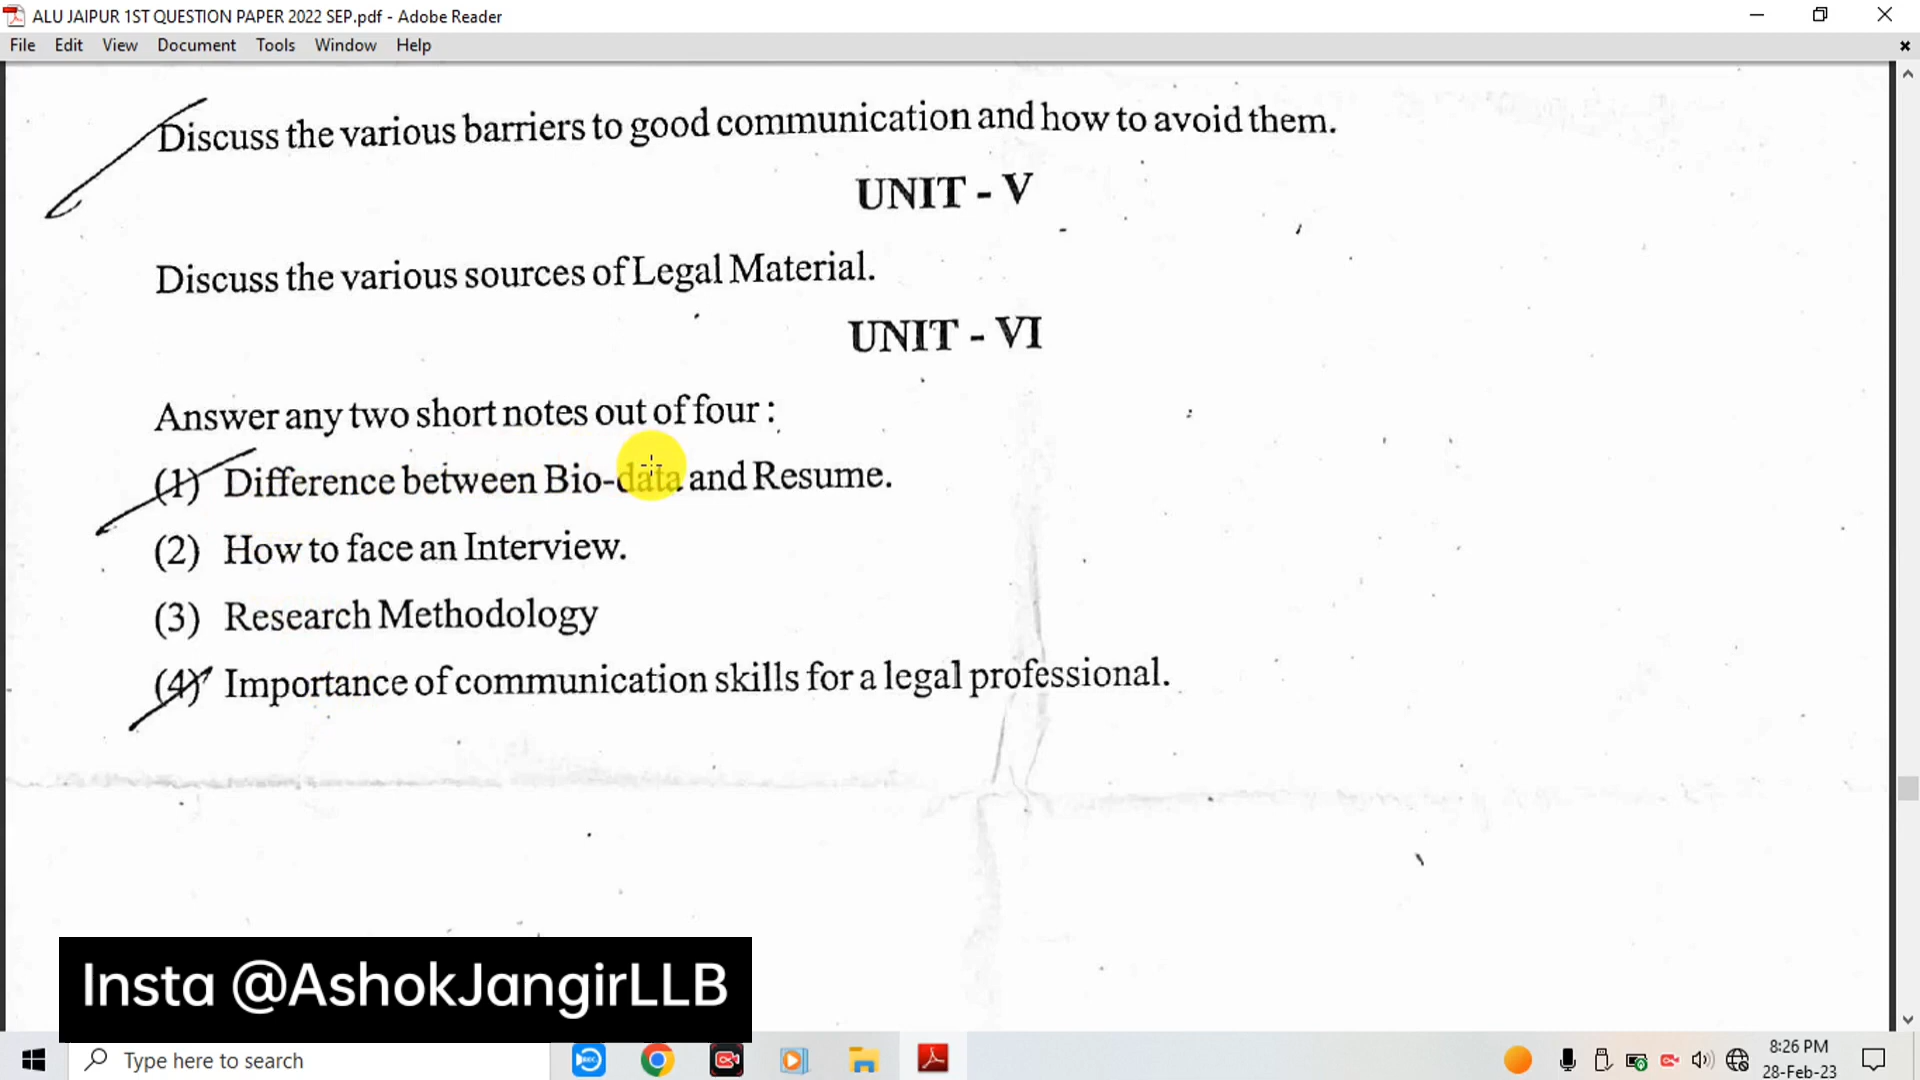 ALU JAIPUR 1ST QUESTION PAPER 2022 SEP.pdf - Adobe Reader
File Edit View Document Tools Window Help
Discuss the various barriers to good communication and how to avoid them.
UNIT - V
Discuss the various sources of Legal Material.
UNIT - VI
Answer any two short notes out of four :
(1) Difference between Bio-data and Resume.
(2) How to face an Interview.
(3) Research Methodology
(4) Importance of communication skills for a legal professional.
Insta @AshokJangirLLB
Type here to search
8:26 PM
28-Feb-23